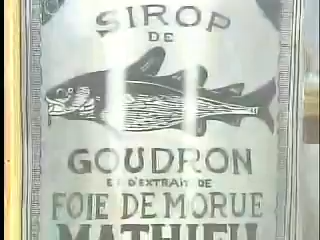 SIROP
DE
GOUDRON
ET D'EXTRAIT DE
FOIE DE MORUE
MATHIEU